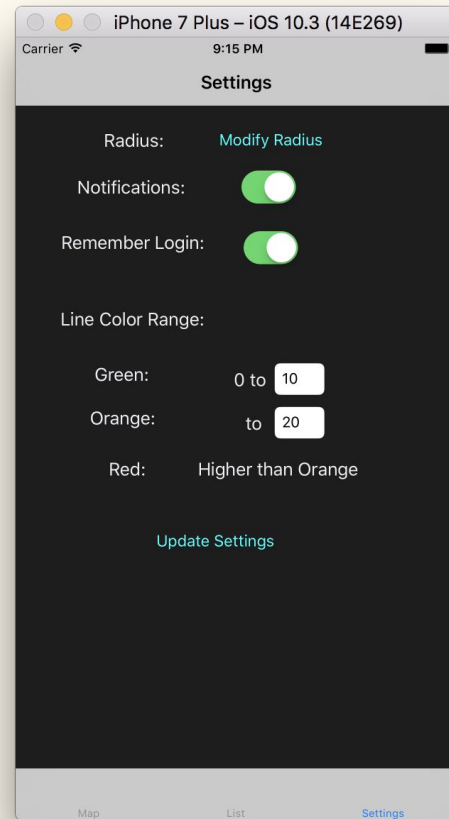 iPhone 7 Plus – iOS 10.3 (14E269)
Carrier 9:15 PM
Settings
Radius: Modify Radius
Notifications:
Remember Login:
Line Color Range:
Green: 0 to 10
Orange: to 20
Red: Higher than Orange
Update Settings
Map List Settings